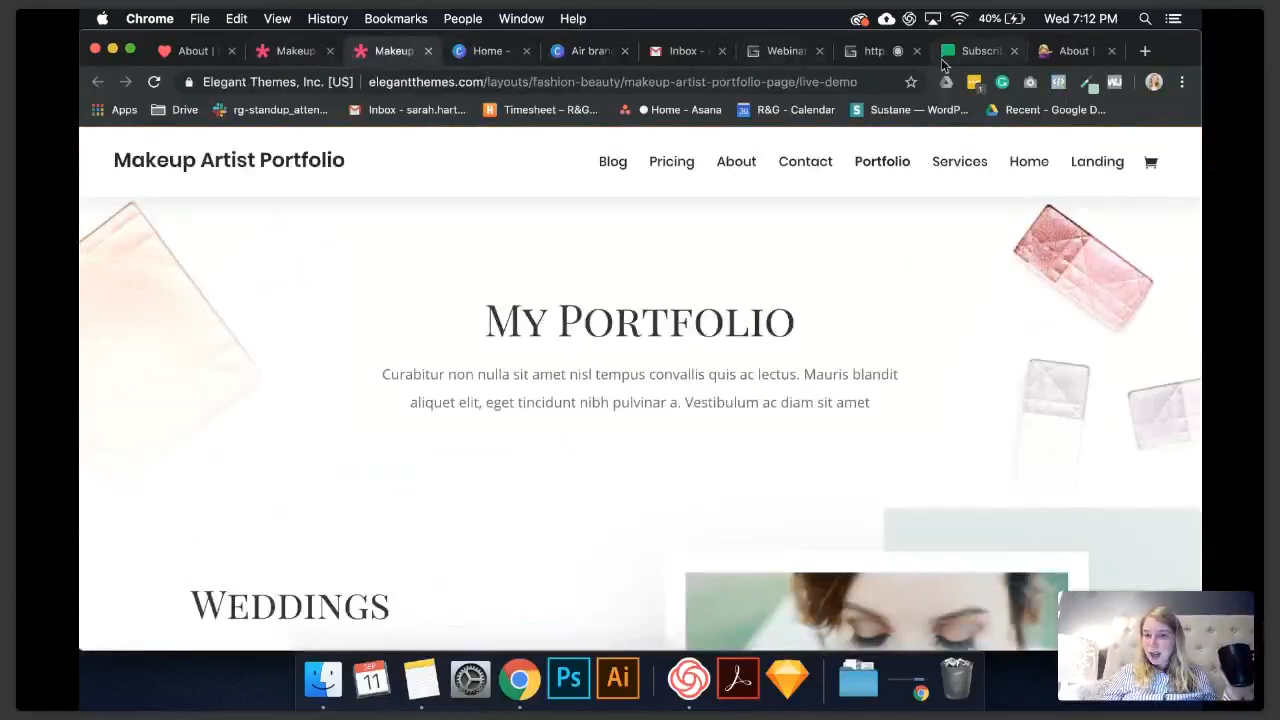 Chrome File Edit View History Bookmarks People Window Help 40% Wed 7:12 PM
About | Makeup Makeup Home - Air bran Inbox - Webinar http Subscri About |
Elegant Themes, Inc. [US] elegantthemes.com/layouts/fashion-beauty/makeup-artist-portfolio-page/live-demo
Apps Drive rg-standup_atten... Inbox - sarah.hart... Timesheet – R&G... Home - Asana R&G - Calendar Sustane — WordP... Recent - Google D...
Makeup Artist Portfolio
Blog Pricing About Contact Portfolio Services Home Landing
My Portfolio
Curabitur non nulla sit amet nisl tempus convallis quis ac lectus. Mauris blandit
aliquet elit, eget tincidunt nibh pulvinar a. Vestibulum ac diam sit amet
Weddings
SEP
11
Ps
Ai